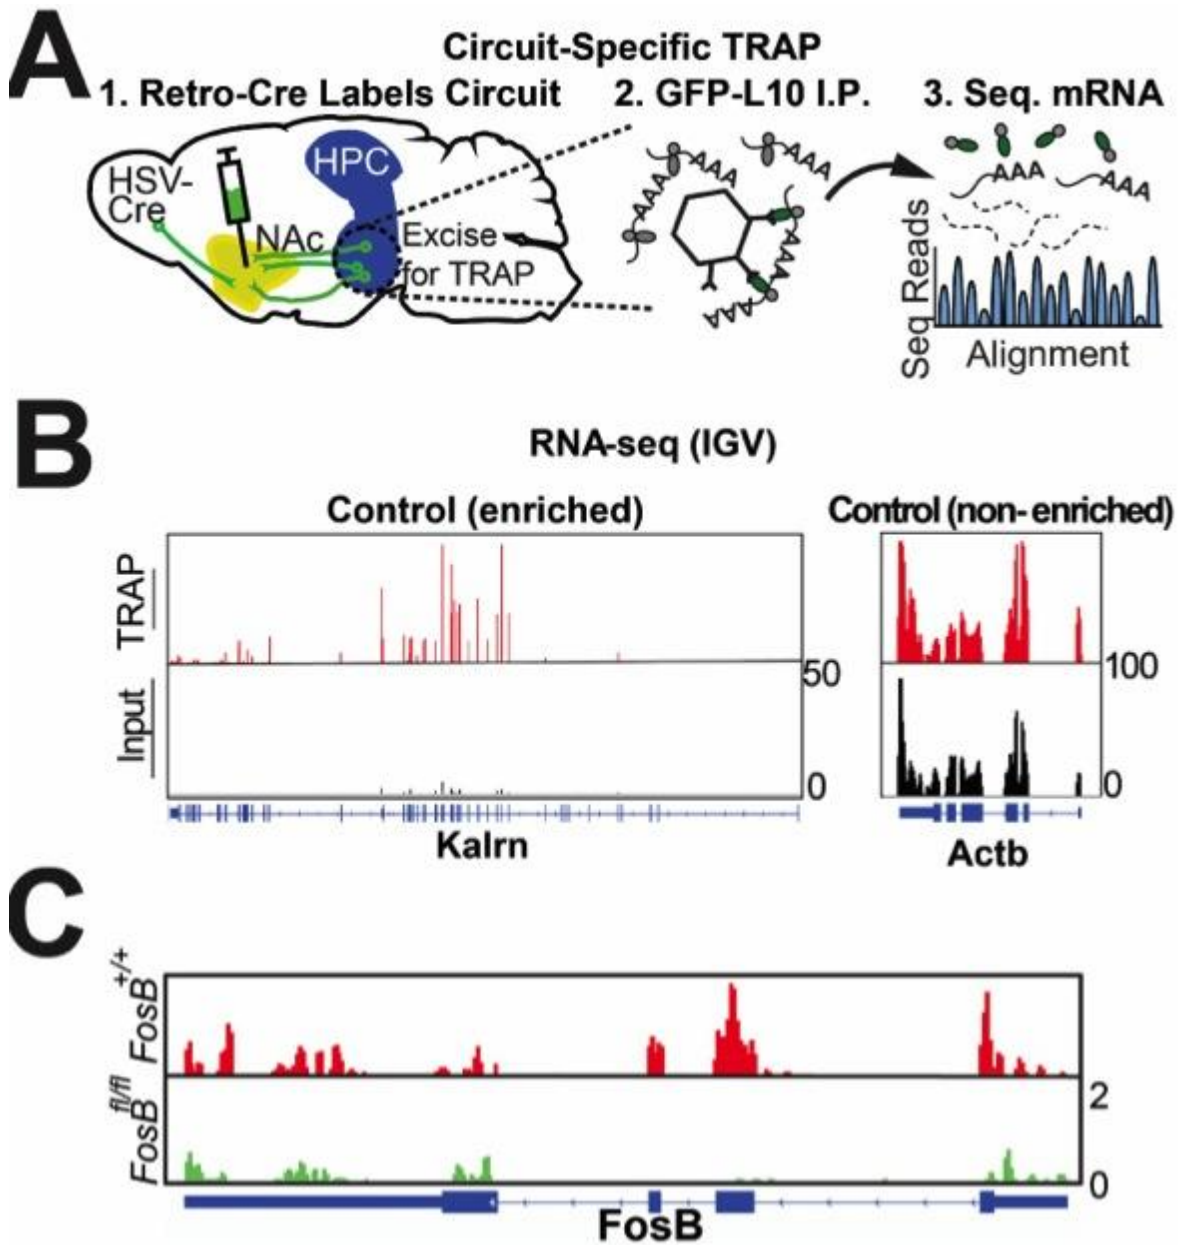 A
Circuit-Specific TRAP
1. Retro-Cre Labels Circuit
2. GFP-L10 I.P.
3. Seq. mRNA
HSV-
Cre
HPC
NAc
Excise
for TRAP
AAA
AAA
AAA
AAA
AAA
AAA
AAA
Seq Reads
Alignment
B
RNA-seq (IGV)
Control (enriched)
Control (non- enriched)
TRAP
Input
50
0
100
0
Kalrn
Actb
C
FosB+/+
FosBfl/fl
2
0
FosB